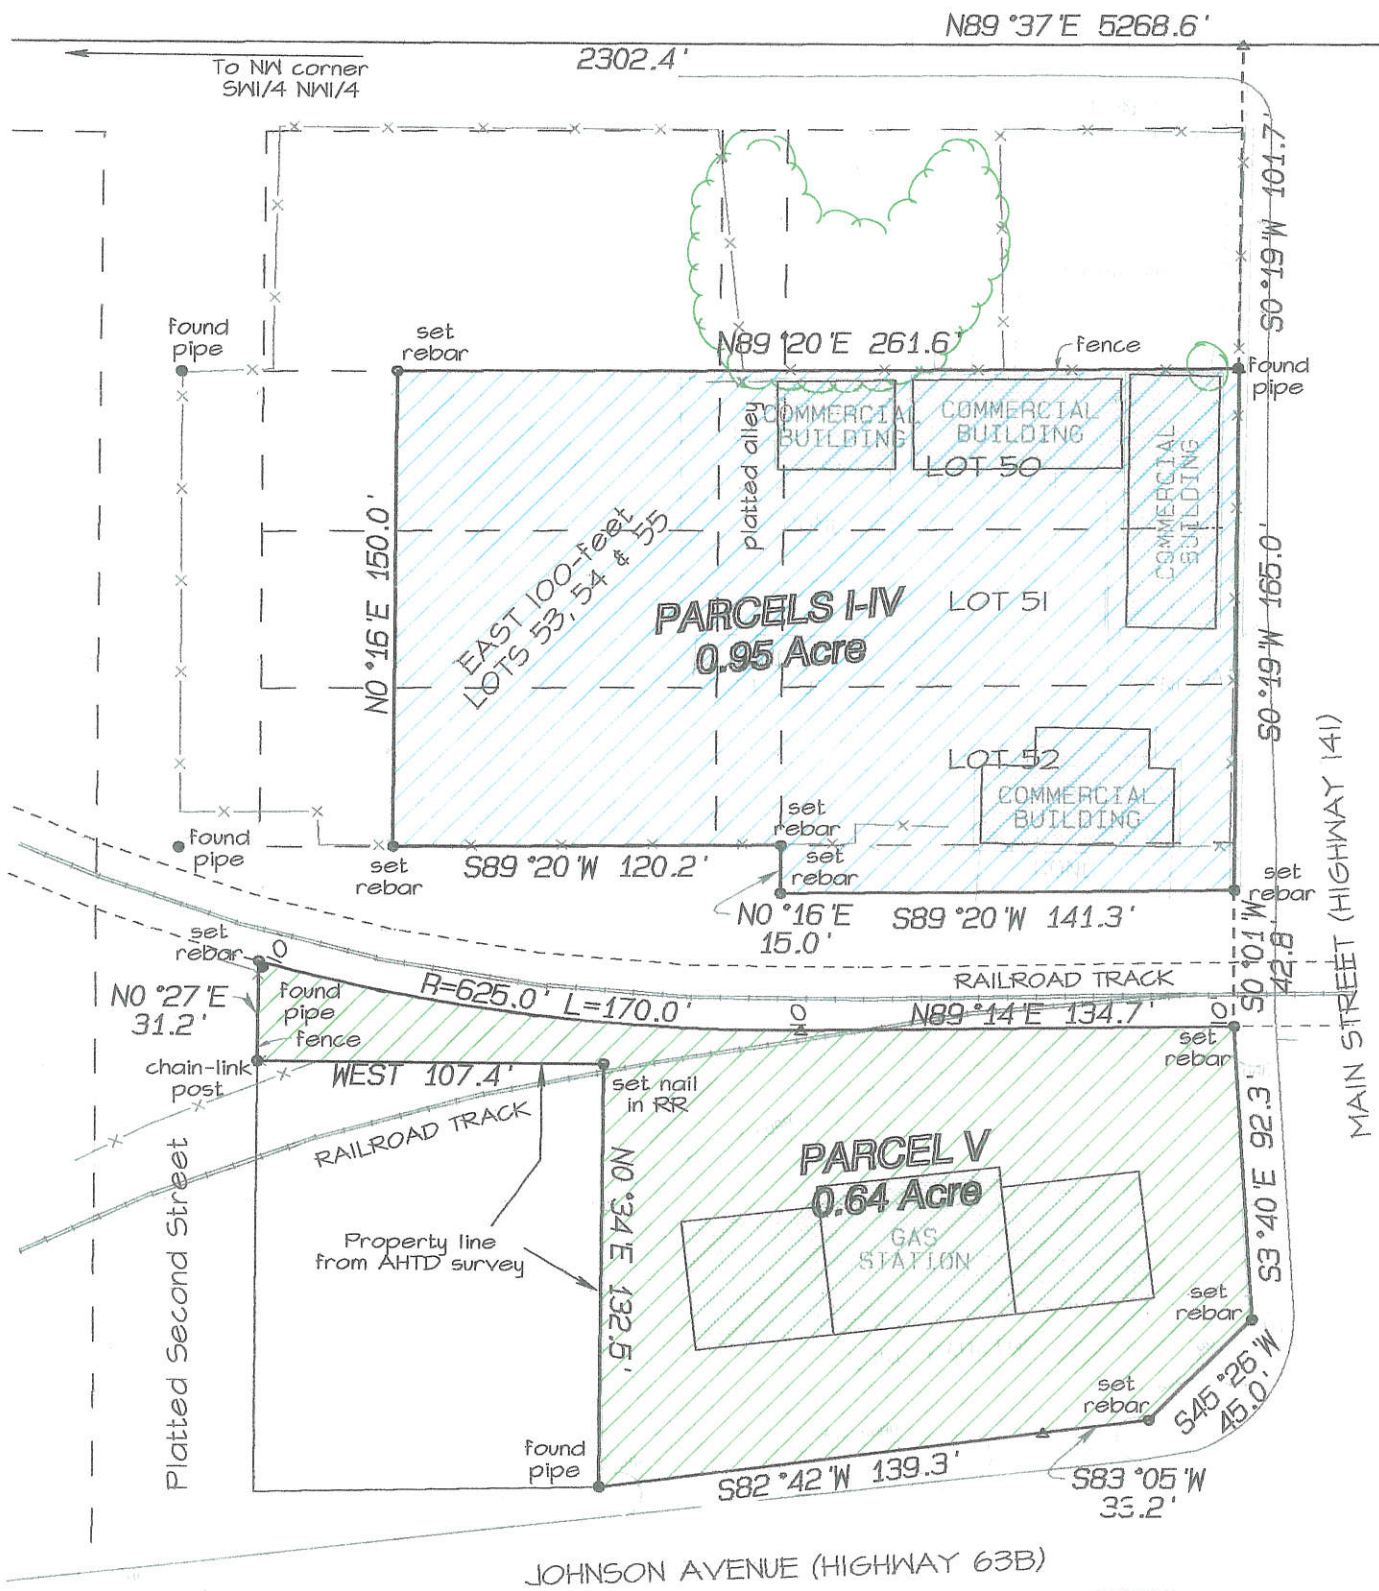 N89°37'E 5268.6'
2302.4'
To NW corner
SW1/4 NW1/4
S0°19'W 101.7'
found
pipe
set
rebar
N89°20'E 261.6'
fence
found
pipe
COMMERCIAL
BUILDING
COMMERCIAL
BUILDING
COMMERCIAL
BUILDING
platted alley
LOT 50
N0°16'E 150.0'
EAST 100-feet
LOTS 53, 54 & 55
PARCELS I-IV
0.95 Acre
LOT 51
S0°19'W 165.0'
LOT 52
COMMERCIAL
BUILDING
MAIN STREET (HIGHWAY 141)
found
pipe
set
rebar
S89°20'W 120.2'
set
rebar
set
rebar
set
rebar
N0°16'E
15.0'
S89°20'W 141.3'
S0°01'W
42.8'
set
rebar
N0°27'E
31.2'
found
pipe
fence
R=625.0' L=170.0'
RAILROAD TRACK
N89°14'E 134.7'
set
rebar
chain-link
post
WEST 107.4'
set nail
in RR
RAILROAD TRACK
N0°34'E 132.5'
PARCEL V
0.64 Acre
GAS
STATION
S3°40'E 92.3'
Property line
from AHTD survey
Platted Second Street
set
rebar
S45°26'W
45.0'
set
rebar
found
pipe
S82°42'W 139.3'
S83°05'W
33.2'
JOHNSON AVENUE (HIGHWAY 63B)